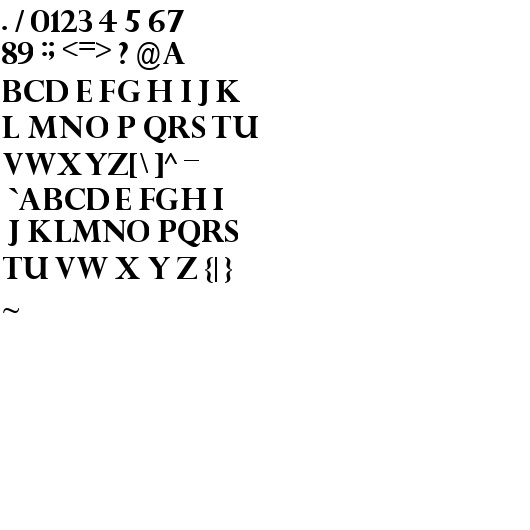 . / 0123 4 5 67
89 :; <=> ? @A
BCD E FG H I J K
L MNO P QRS TU
VWX YZ[\ ]^ _
`ABCD E FGH I
J KLMNO PQRS
TU VW X Y Z {| }
~